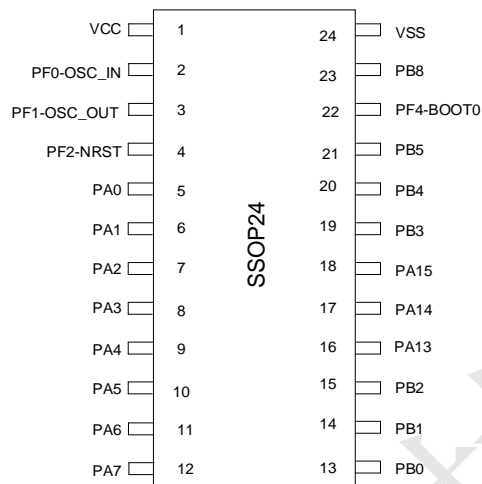 VCC 1 24 VSS
PF0-OSC_IN 2 23 PB8
PF1-OSC_OUT 3 22 PF4-BOOT0
PF2-NRST 4 21 PB5
PA0 5 20 PB4
PA1 6 19 PB3
PA2 7 18 PA15
PA3 8 17 PA14
PA4 9 16 PA13
PA5 10 15 PB2
PA6 11 14 PB1
PA7 12 13 PB0
SSOP24